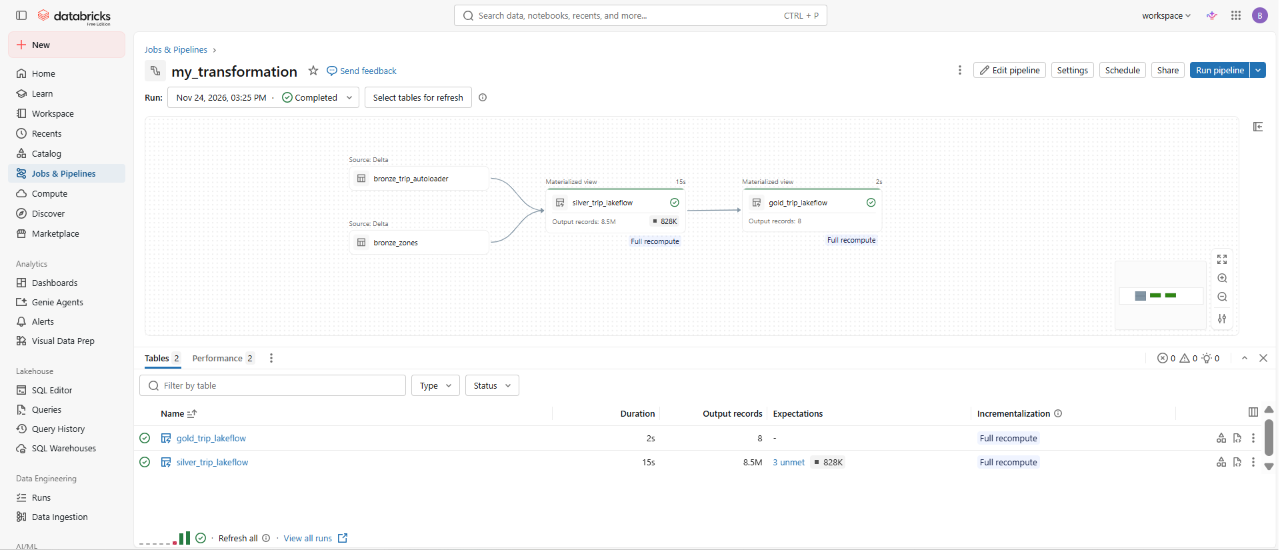 databricks
Free Edition
Search data, notebooks, recents, and more...
CTRL + P
workspace
8
New
Home
Learn
Workspace
Recents
Catalog
Jobs & Pipelines
Compute
Discover
Marketplace
Analytics
Dashboards
Genie Agents
Alerts
Visual Data Prep
Lakehouse
SQL Editor
Queries
Query History
SQL Warehouses
Data Engineering
Runs
Data Ingestion
AI/ML
Jobs & Pipelines
my_transformation
Send feedback
Edit pipeline
Settings
Schedule
Share
Run pipeline
Run:
Nov 24, 2026, 03:25 PM · Completed
Select tables for refresh
Source: Delta
bronze_trip_autoloader
Source: Delta
bronze_zones
Materialized view 15s
silver_trip_lakeflow
Output records: 8.5M 828K
Full recompute
Materialized view 2s
gold_trip_lakeflow
Output records: 8
Full recompute
Tables 2
Performance 2
0 0 0
Filter by table
Type
Status
Name Duration Output records Expectations Incrementalization
gold_trip_lakeflow 2s 8 - Full recompute
silver_trip_lakeflow 15s 8.5M 3 unmet 828K Full recompute
· Refresh all · View all runs